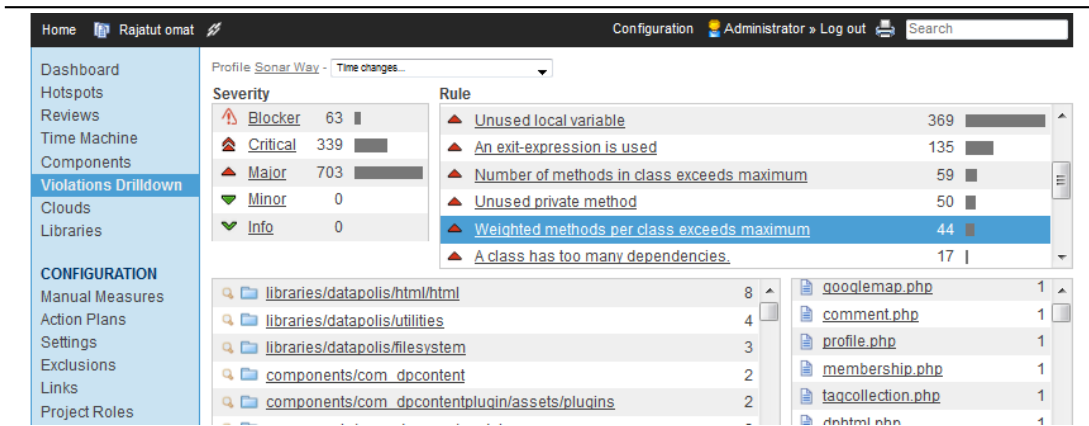 Home Rajatut omat Configuration Administrator » Log out Search
Dashboard
Hotspots
Reviews
Time Machine
Components
Violations Drilldown
Clouds
Libraries
CONFIGURATION
Manual Measures
Action Plans
Settings
Exclusions
Links
Project Roles
Profile Sonar Way - Time changes...
Severity
Blocker 63
Critical 339
Major 703
Minor 0
Info 0
Rule
Unused local variable 369
An exit-expression is used 135
Number of methods in class exceeds maximum 59
Unused private method 50
Weighted methods per class exceeds maximum 44
A class has too many dependencies. 17
libraries/datapolis/html/html 8
libraries/datapolis/utilities 4
libraries/datapolis/filesystem 3
components/com_dpcontent 2
components/com_dpcontentplugin/assets/plugins 2
googlemap.php 1
comment.php 1
profile.php 1
membership.php 1
tagcollection.php 1
dphtml.php 1